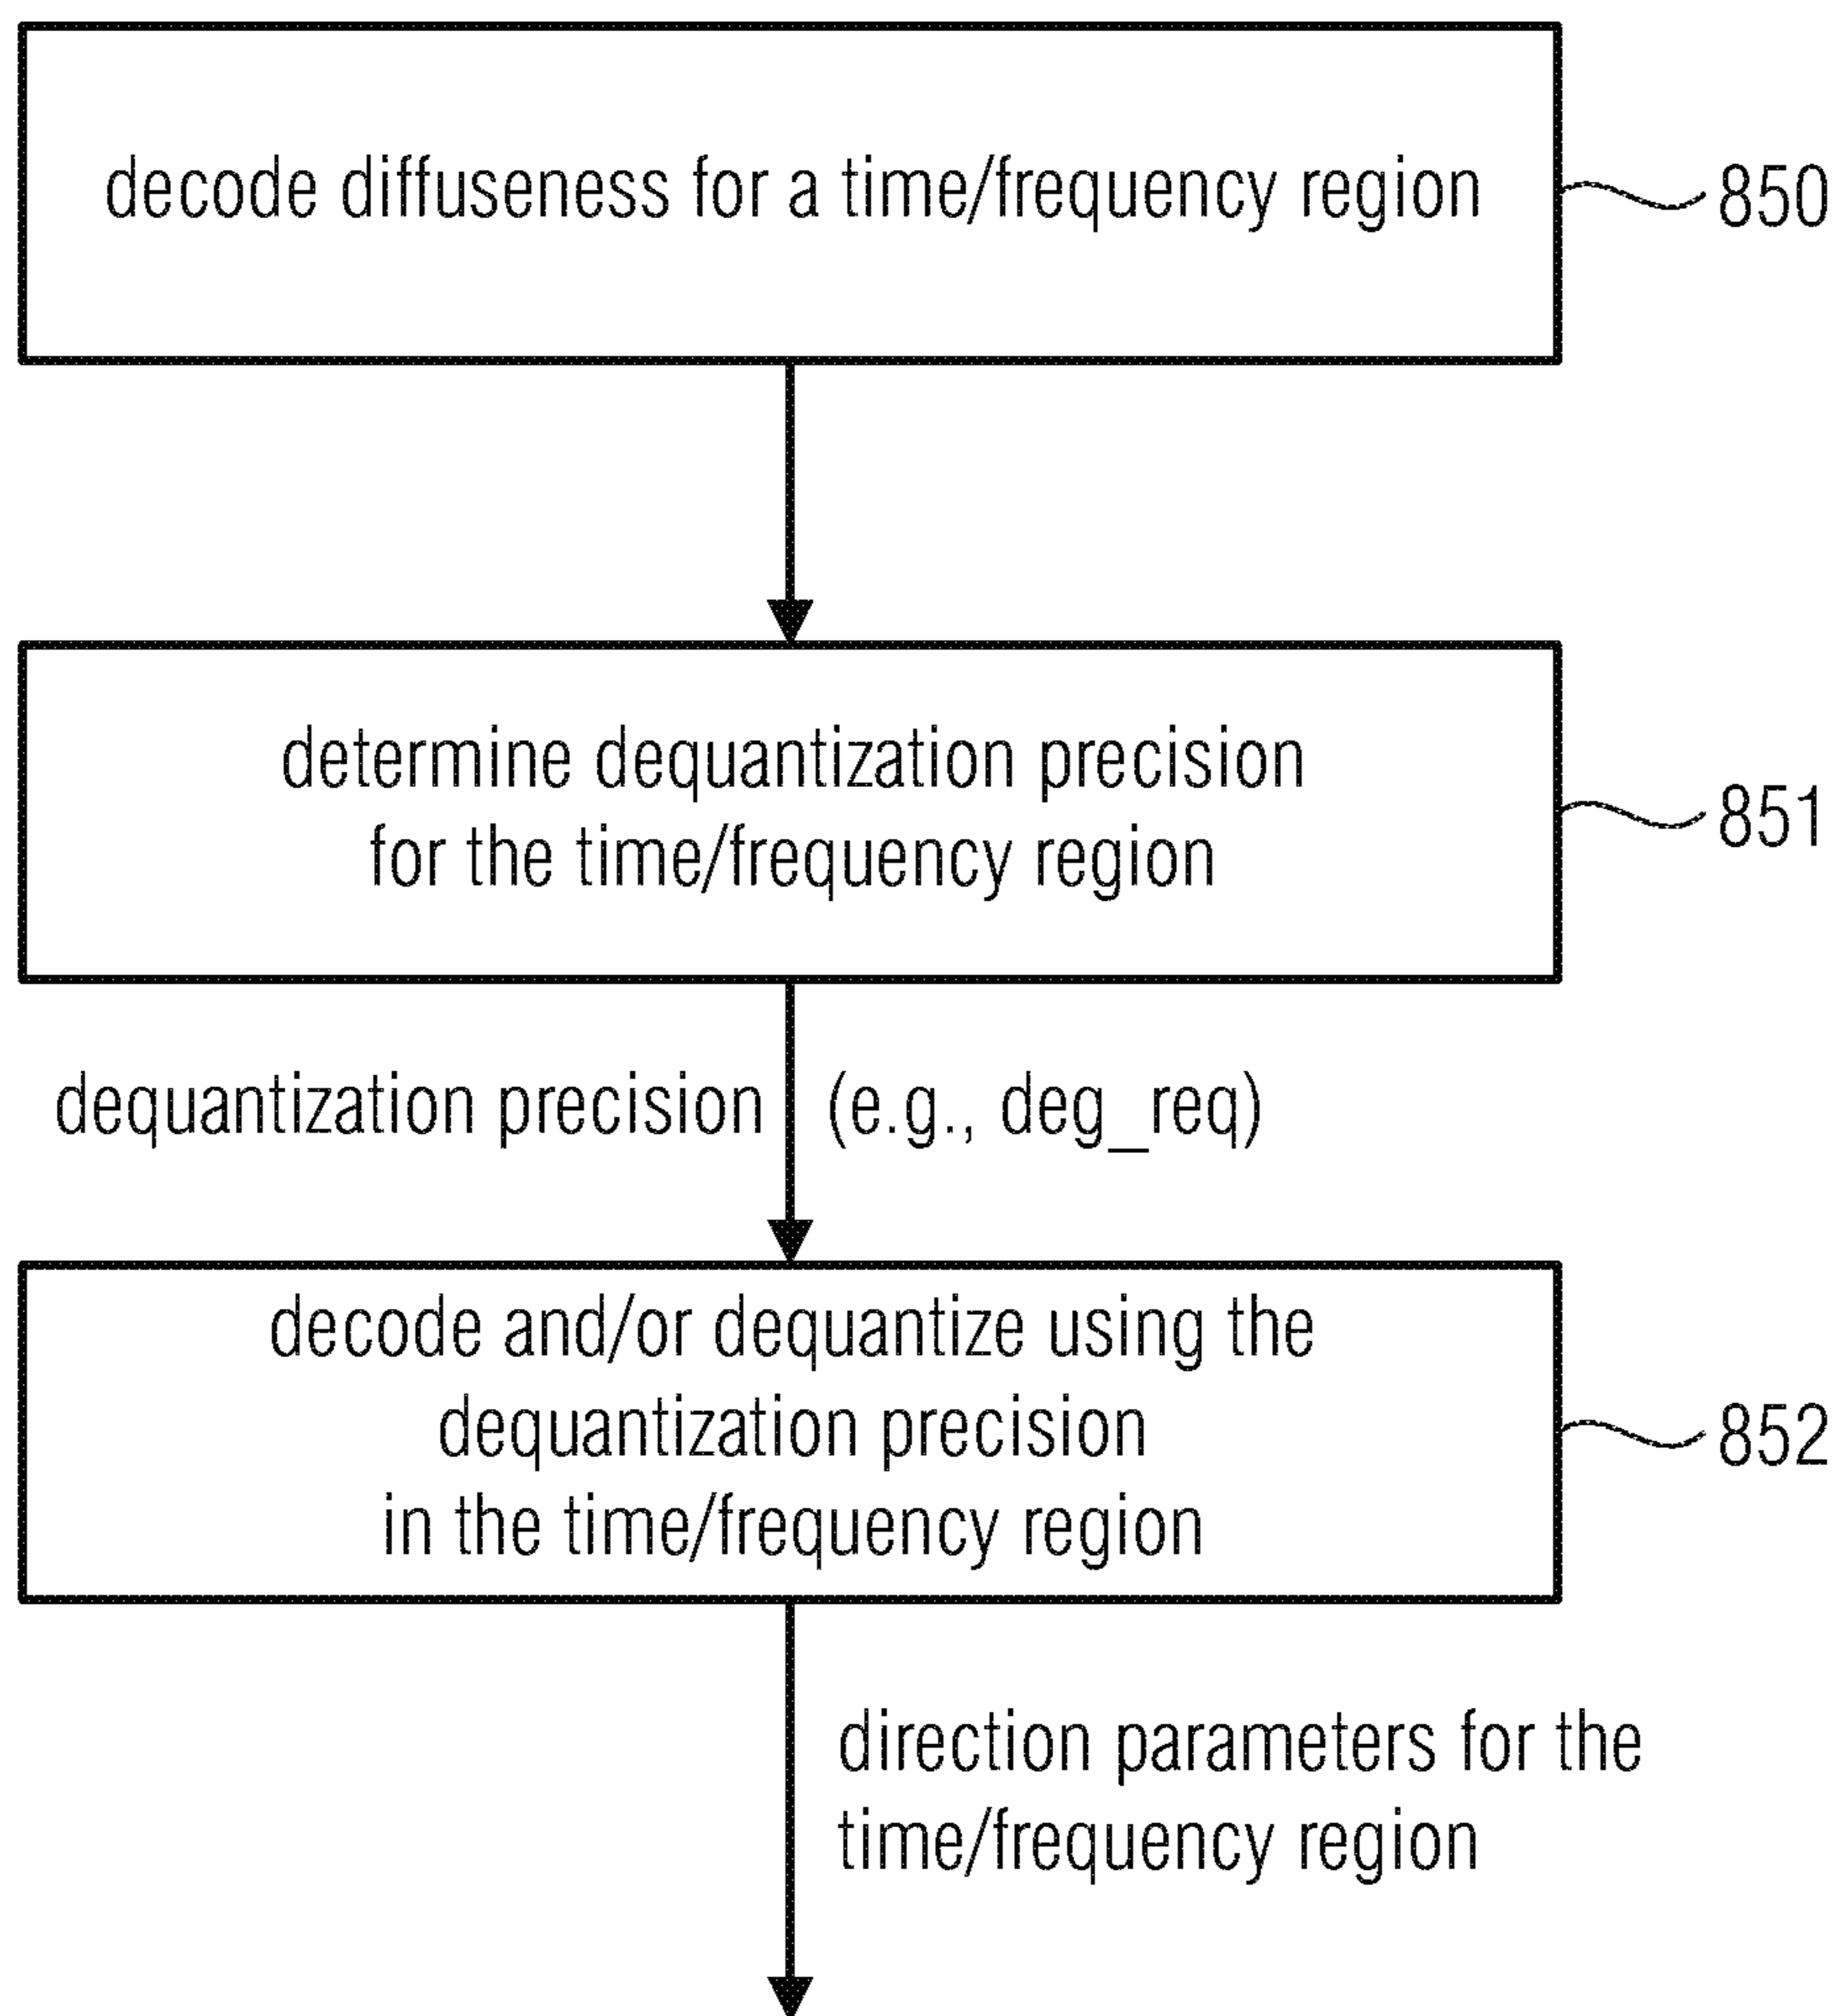 decode diffuseness for a time/frequency region
850
determine dequantization precision
for the time/frequency region
851
dequantization precision (e.g., deg_req)
decode and/or dequantize using the
dequantization precision
in the time/frequency region
852
direction parameters for the
time/frequency region